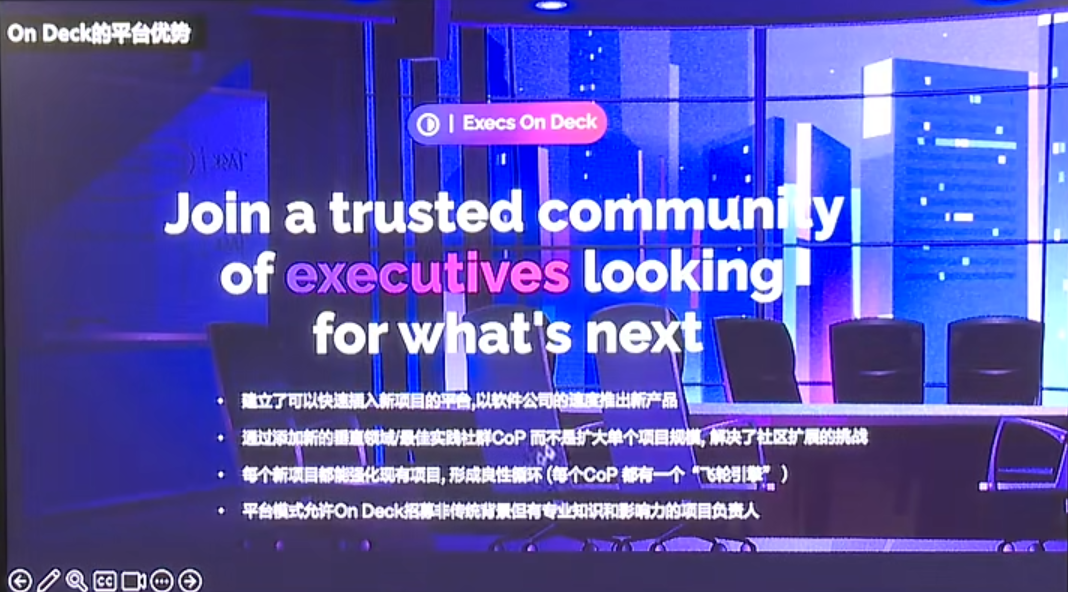 On Deck的平台优势
Execs On Deck
Join a trusted community
of executives looking
for what's next
• 建立了可以快速插入新项目的平台,以软件公司的速度推出新产品
• 通过添加新的垂直领域/最佳实践社群CoP 而不是扩大单个项目规模, 解决了社区扩展的挑战
• 每个新项目都能强化现有项目, 形成良性循环 (每个CoP 都有一个“飞轮引擎” )
• 平台模式允许On Deck招募非传统背景但有专业知识和影响力的项目负责人
CC